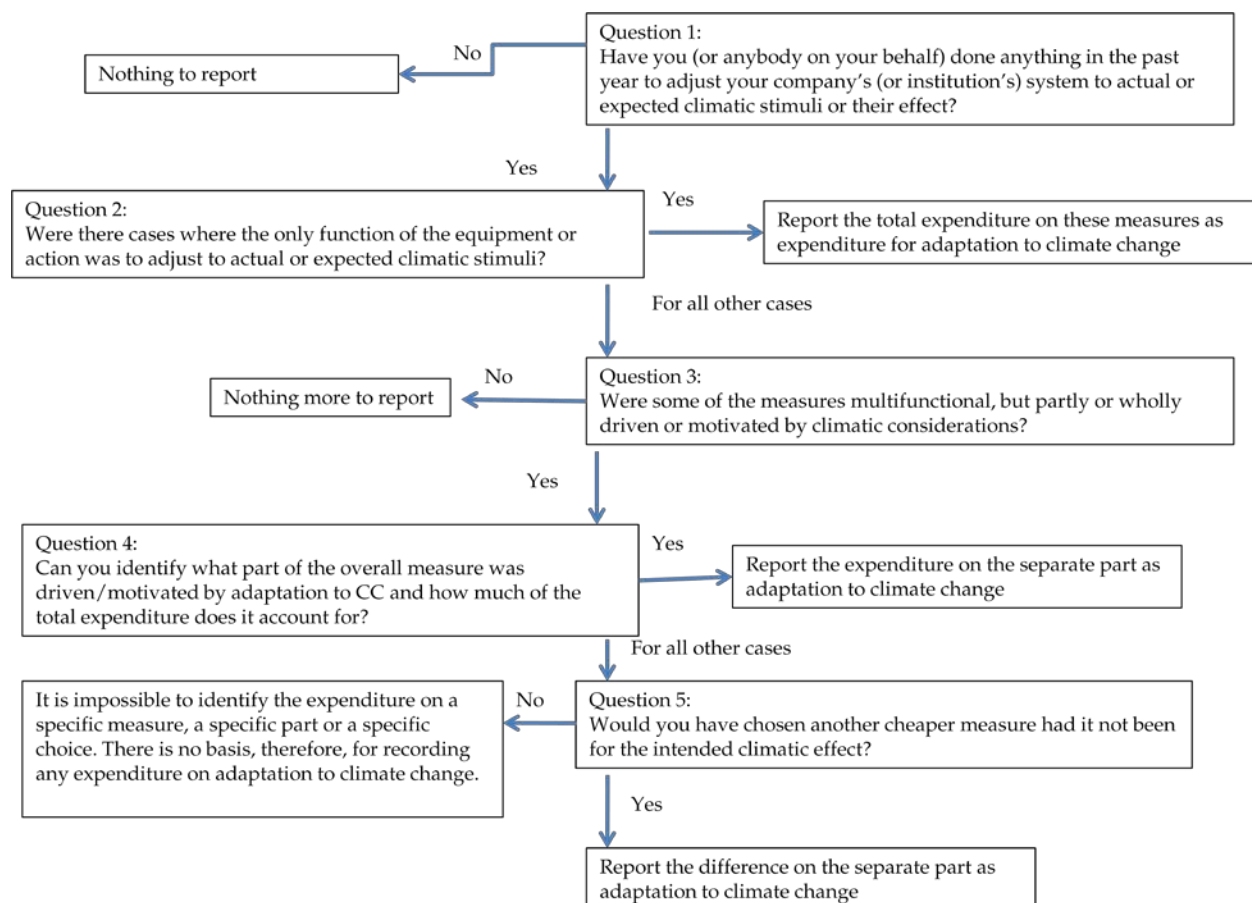 Question 1:
Have you (or anybody on your behalf) done anything in the past
year to adjust your company's (or institution's) system to actual or
expected climatic stimuli or their effect?
No
Nothing to report
Yes
Question 2:
Were there cases where the only function of the equipment or
action was to adjust to actual or expected climatic stimuli?
Yes
Report the total expenditure on these measures as
expenditure for adaptation to climate change
For all other cases
Question 3:
Were some of the measures multifunctional, but partly or wholly
driven or motivated by climatic considerations?
No
Nothing more to report
Yes
Question 4:
Can you identify what part of the overall measure was
driven/motivated by adaptation to CC and how much of the
total expenditure does it account for?
Yes
Report the expenditure on the separate part as
adaptation to climate change
For all other cases
Question 5:
Would you have chosen another cheaper measure had it not been
for the intended climatic effect?
No
It is impossible to identify the expenditure on a
specific measure, a specific part or a specific
choice. There is no basis, therefore, for recording
any expenditure on adaptation to climate change.
Yes
Report the difference on the separate part as
adaptation to climate change